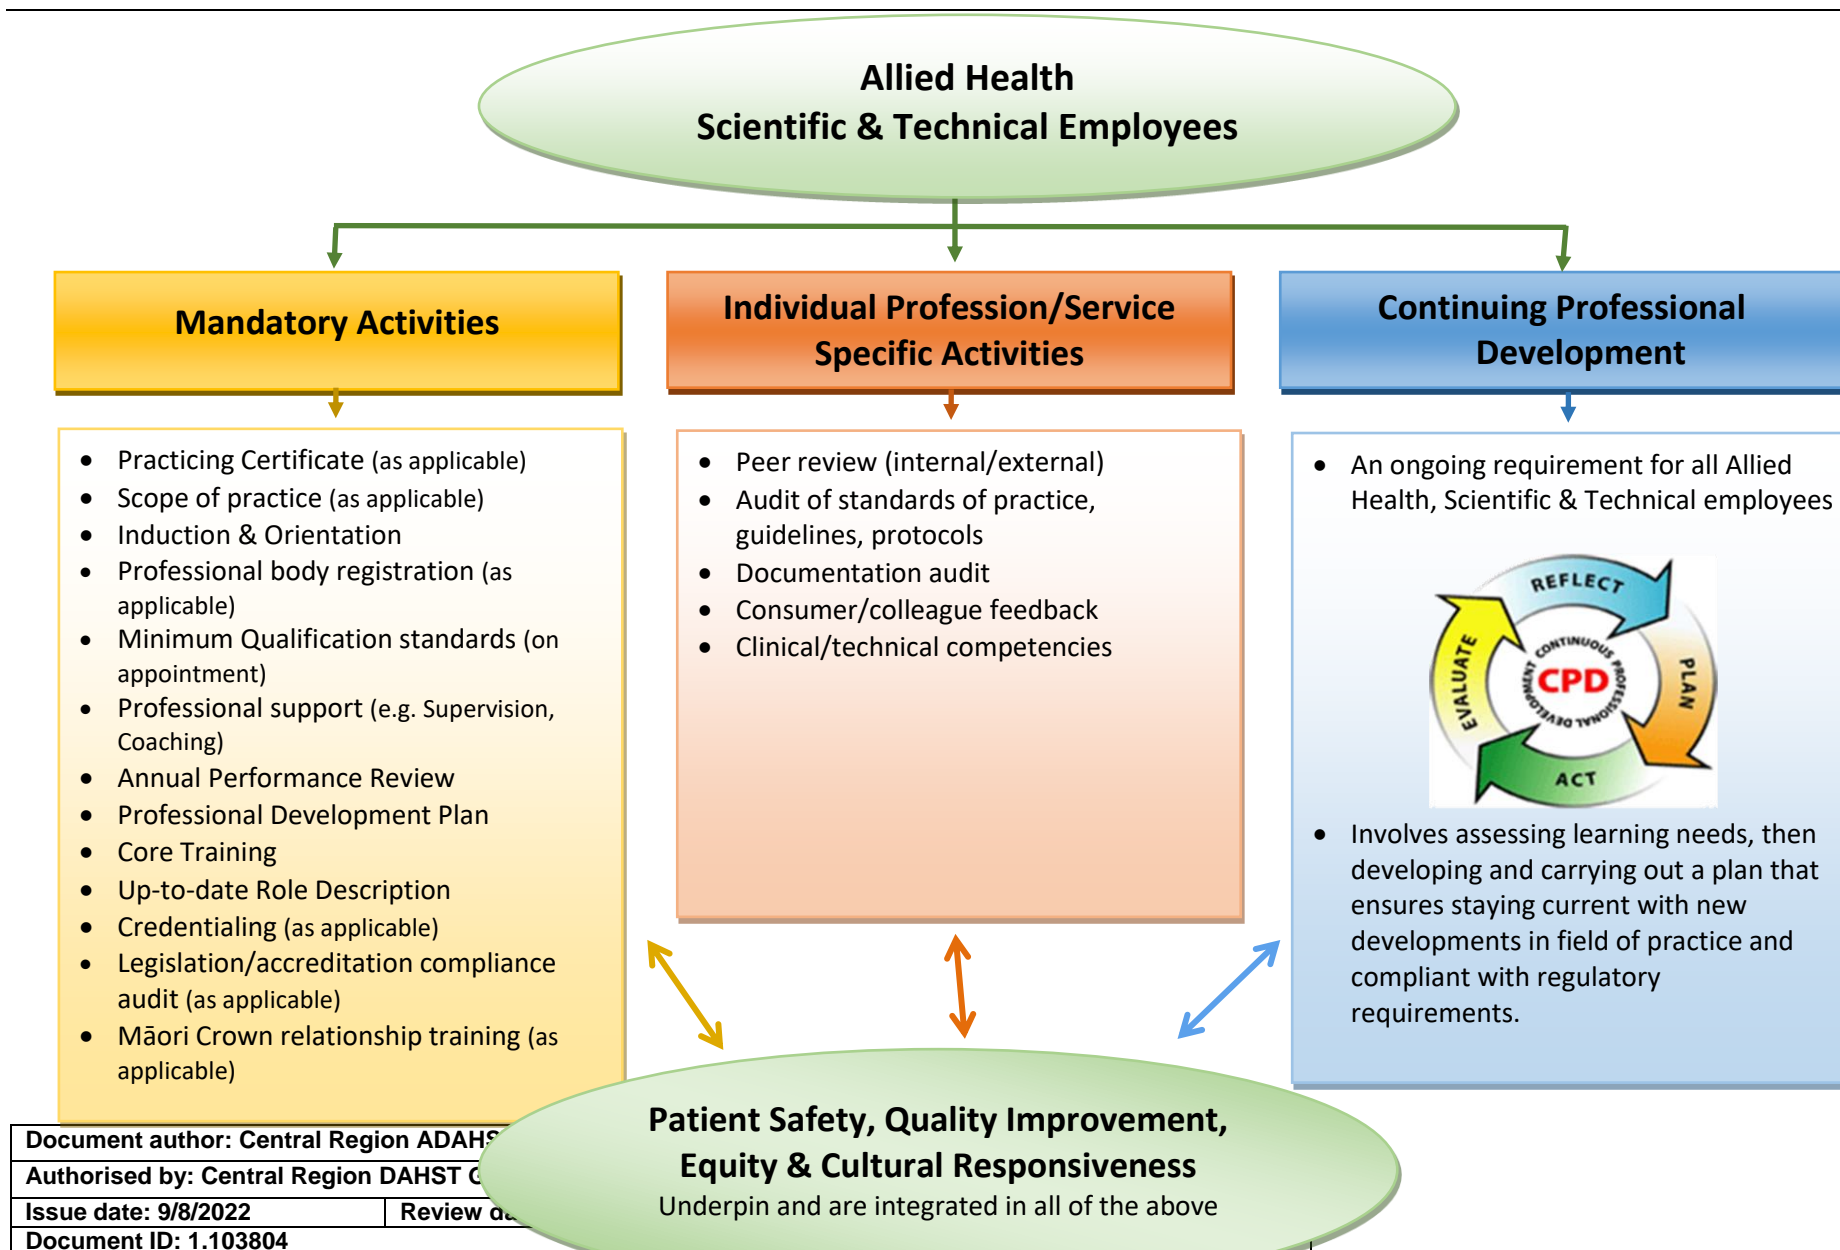 Allied Health
Scientific & Technical Employees
Mandatory Activities
• Practicing Certificate (as applicable)
• Scope of practice (as applicable)
• Induction & Orientation
• Professional body registration (as
applicable)
• Minimum Qualification standards (on
appointment)
• Professional support (e.g. Supervision,
Coaching)
• Annual Performance Review
• Professional Development Plan
• Core Training
• Up-to-date Role Description
• Credentialing (as applicable)
• Legislation/accreditation compliance
audit (as applicable)
• Māori Crown relationship training (as
applicable)
Individual Profession/Service
Specific Activities
• Peer review (internal/external)
• Audit of standards of practice,
guidelines, protocols
• Documentation audit
• Consumer/colleague feedback
• Clinical/technical competencies
Continuing Professional
Development
• An ongoing requirement for all Allied
Health, Scientific & Technical employees
REFLECT
PLAN
ACT
EVALUATE
CONTINUOUS PROFESSIONAL DEVELOPMENT
CPD
• Involves assessing learning needs, then
developing and carrying out a plan that
ensures staying current with new
developments in field of practice and
compliant with regulatory
requirements.
Patient Safety, Quality Improvement,
Equity & Cultural Responsiveness
Underpin and are integrated in all of the above
Document author: Central Region
Authorised by: Central Region DAHST
Issue date: 9/8/2022 Review
Document ID: 1.103804